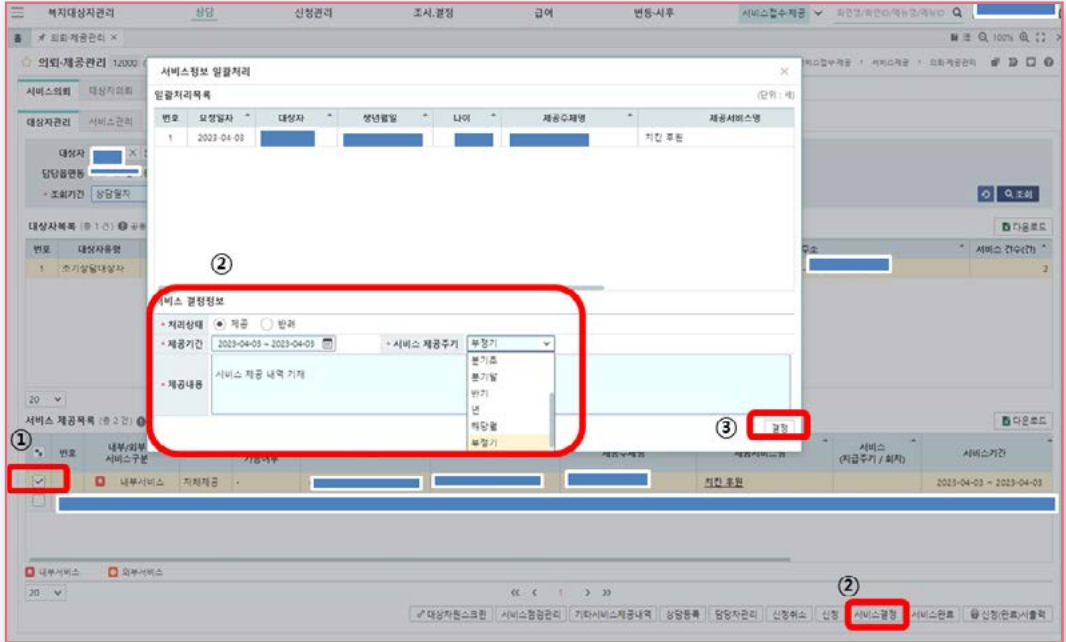 복지대상자관리 상담 신청관리 조사.결정 급여 변동·사후 서비스접수·제공
의뢰·제공관리 ×
100%
의뢰·제공관리 12000
서비스의뢰 대상자의뢰
대상자관리 서비스관리
대상자
담당읍면동
* 조회기간 상담일자
조회
대상자목록 (총 1 건)
다운로드
번호 대상자유형 주소 서비스 건수(건)
1 초기상담대상자 2
서비스정보 일괄처리 ×
일괄처리목록 (단위 : 세)
번호 요청일자 대상자 생년월일 나이 제공주체명 제공서비스명
1 2023-04-03 치킨 후원
②
서비스 결정정보
* 처리상태 제공 반려
* 제공기간 2023-04-03 ~ 2023-04-03 * 서비스 제공주기 부정기
* 제공내용 서비스 제공 내역 기재
분기초
분기말
반기
년
해당월
부정기
③ 결정
20
서비스 제공목록 (총 2 건)
다운로드
①
번호 내부/외부 서비스구분 가능여부 제공주체명 제공서비스명 서비스 (지급주기 / 회차) 서비스기간
내부서비스 자체제공 - 치킨 후원 2023-04-03 ~ 2023-04-03
내부서비스 외부서비스
20 1
②
대상자원스크린 서비스점검관리 기타서비스제공내역 상담등록 담당자관리 신청취소 신청 서비스결정 서비스완료 신청(완료)서출력